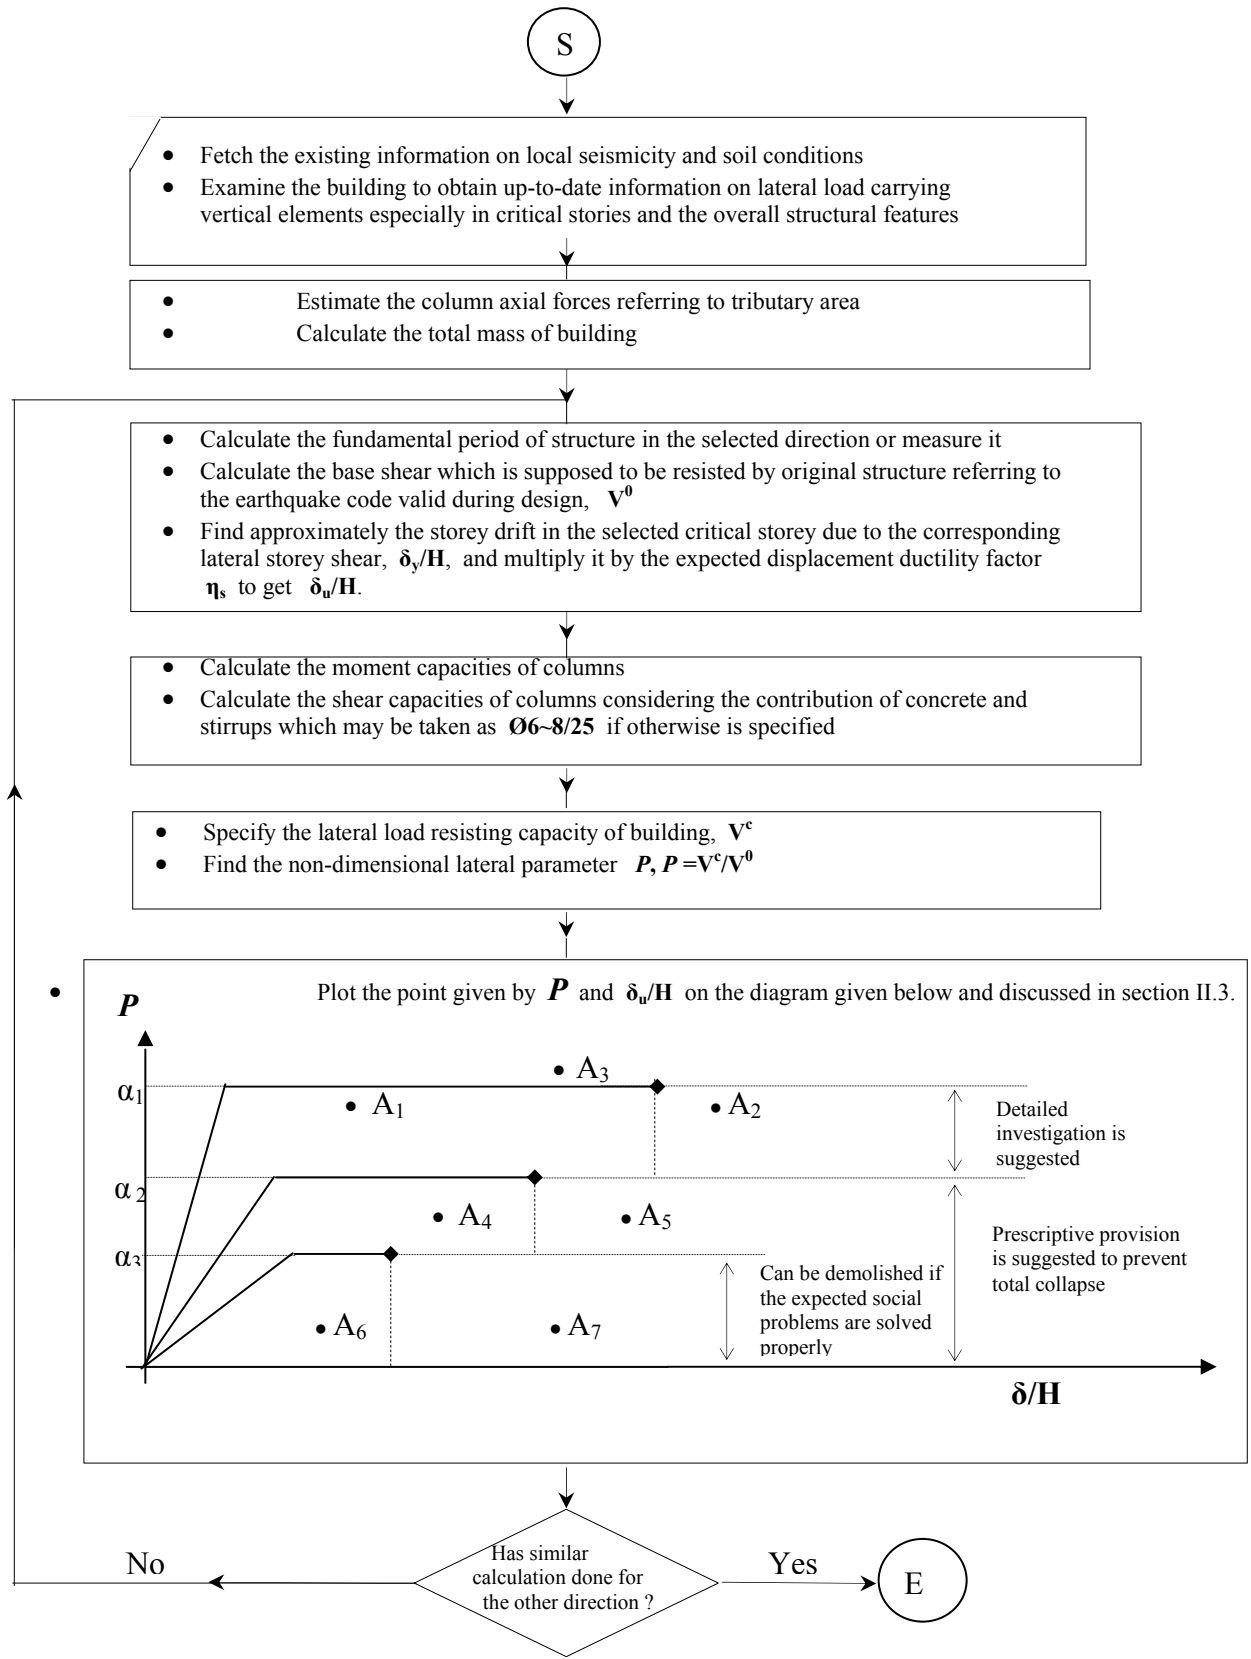 S
• Fetch the existing information on local seismicity and soil conditions
• Examine the building to obtain up-to-date information on lateral load carrying
vertical elements especially in critical stories and the overall structural features
• Estimate the column axial forces referring to tributary area
• Calculate the total mass of building
• Calculate the fundamental period of structure in the selected direction or measure it
• Calculate the base shear which is supposed to be resisted by original structure referring to
the earthquake code valid during design, V⁰
• Find approximately the storey drift in the selected critical storey due to the corresponding
lateral storey shear, δy/H, and multiply it by the expected displacement ductility factor
ηs to get δu/H.
• Calculate the moment capacities of columns
• Calculate the shear capacities of columns considering the contribution of concrete and
stirrups which may be taken as Ø6~8/25 if otherwise is specified
• Specify the lateral load resisting capacity of building, Vᶜ
• Find the non-dimensional lateral parameter P, P =Vᶜ/V⁰
• Plot the point given by P and δu/H on the diagram given below and discussed in section II.3.
P
α₁
A₃
A₁
A₂
Detailed
investigation is
suggested
α₂
A₄
A₅
Prescriptive provision
is suggested to prevent
total collapse
α₃
Can be demolished if
the expected social
problems are solved
properly
A₆
A₇
δ/H
Has similar
calculation done for
the other direction ?
No
Yes
E